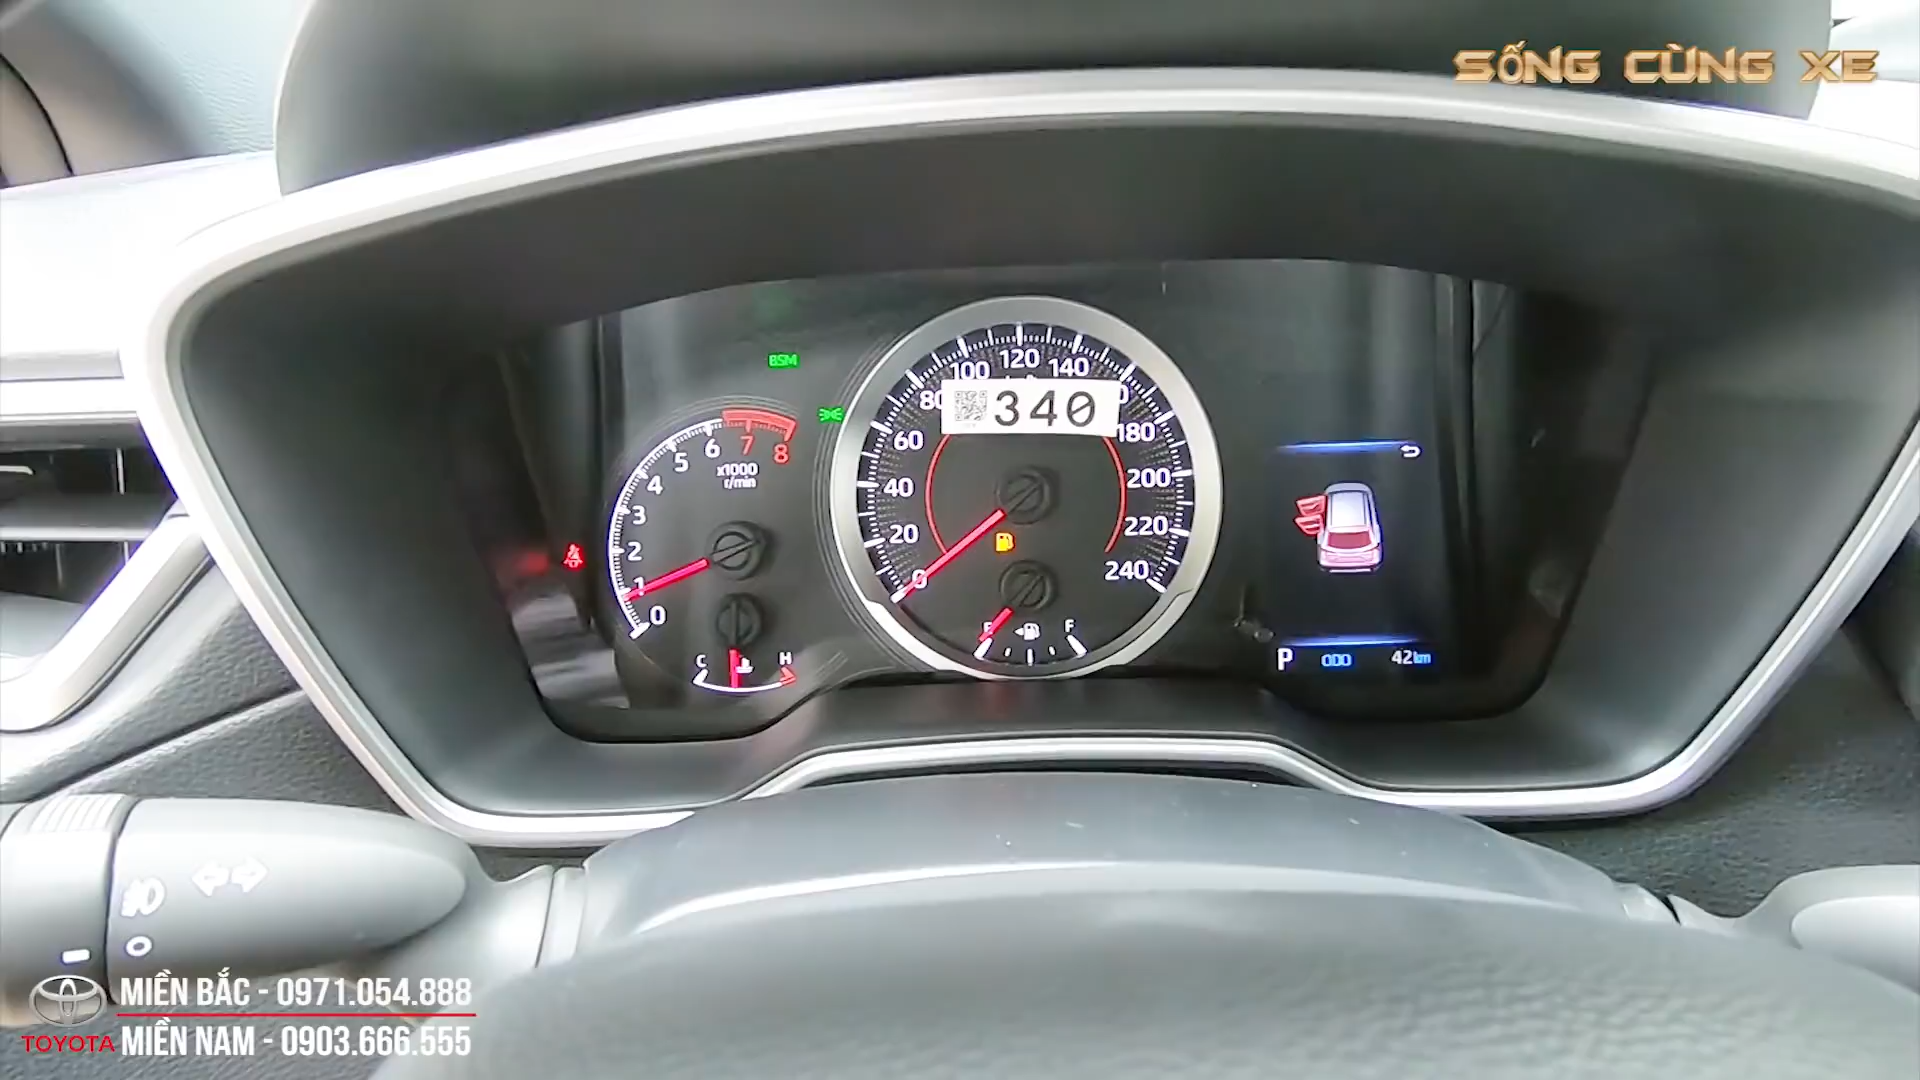 SỐNG CÙNG XE
BSM
0 1 2 3 4 5 6 7 8
x1000
r/min
C H
0 20 40 60 80 100 120 140 180 200 220 240
340
E F
P 000 42km
MIỀN BẮC - 0971.054.888
TOYOTA MIỀN NAM - 0903.666.555